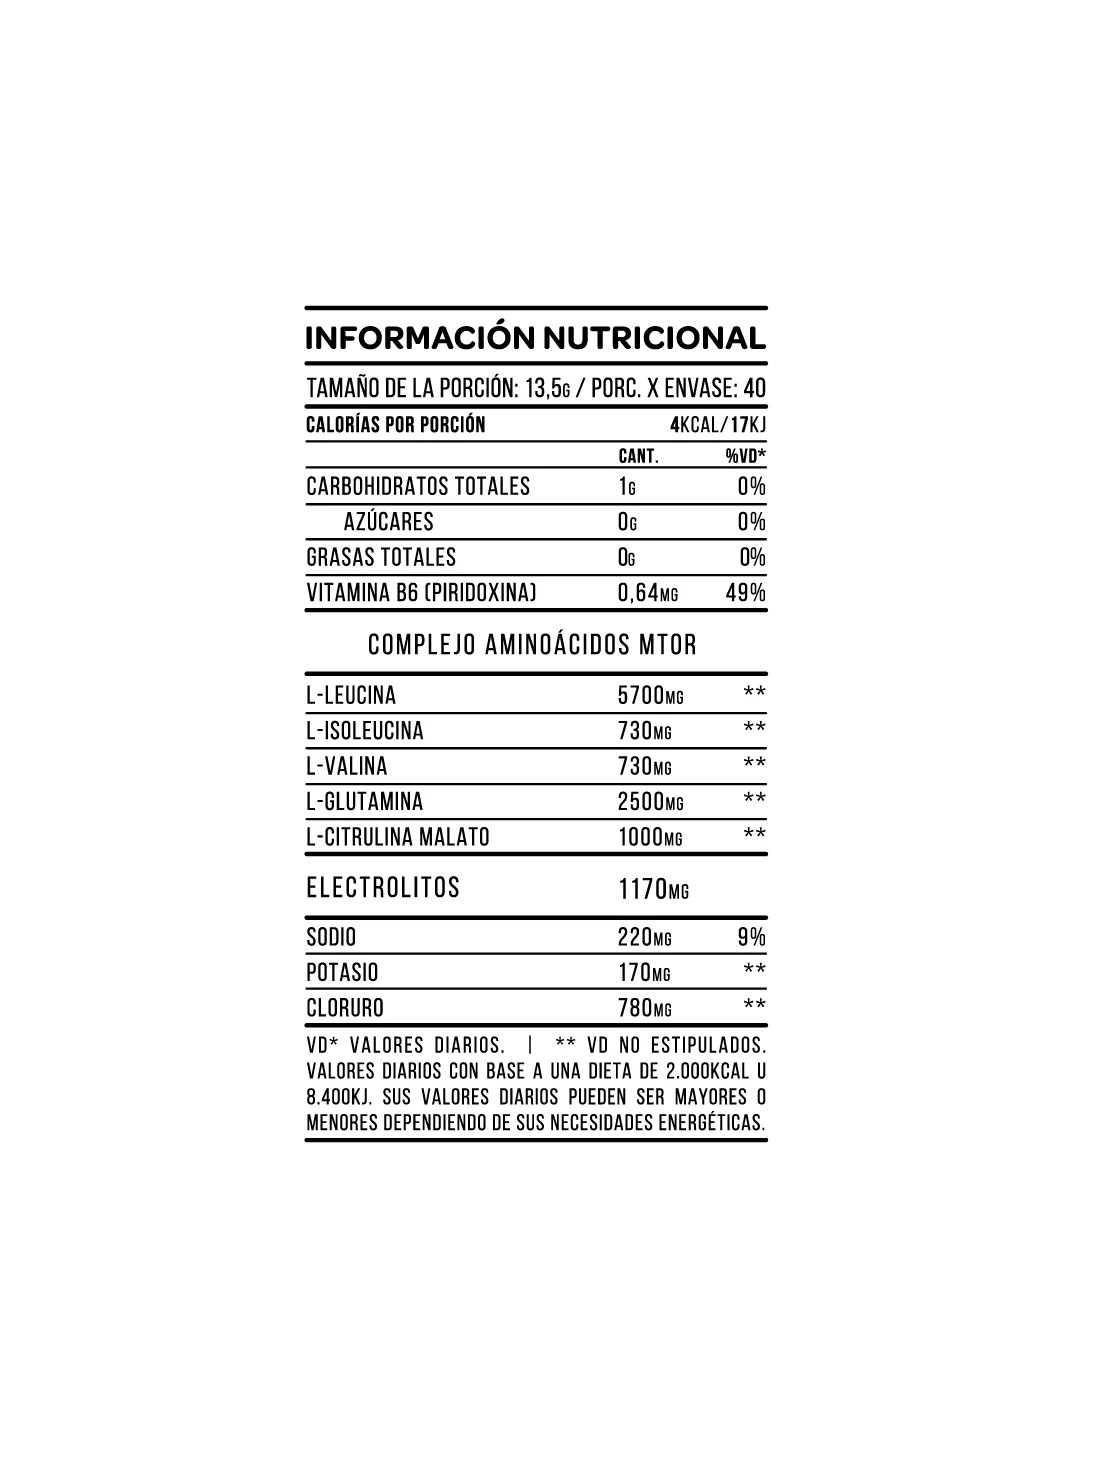 INFORMACIÓN NUTRICIONAL
TAMAÑO DE LA PORCIÓN: 13,5G / PORC. X ENVASE: 40
CALORÍAS POR PORCIÓN 4KCAL/17KJ
CANT. %VD*
CARBOHIDRATOS TOTALES 1G 0%
AZÚCARES 0G 0%
GRASAS TOTALES 0G 0%
VITAMINA B6 (PIRIDOXINA) 0,64MG 49%
COMPLEJO AMINOÁCIDOS MTOR
L-LEUCINA 5700MG **
L-ISOLEUCINA 730MG **
L-VALINA 730MG **
L-GLUTAMINA 2500MG **
L-CITRULINA MALATO 1000MG **
ELECTROLITOS 1170MG
SODIO 220MG 9%
POTASIO 170MG **
CLORURO 780MG **
VD* VALORES DIARIOS. | ** VD NO ESTIPULADOS.
VALORES DIARIOS CON BASE A UNA DIETA DE 2.000KCAL U
8.400KJ. SUS VALORES DIARIOS PUEDEN SER MAYORES O
MENORES DEPENDIENDO DE SUS NECESIDADES ENERGÉTICAS.